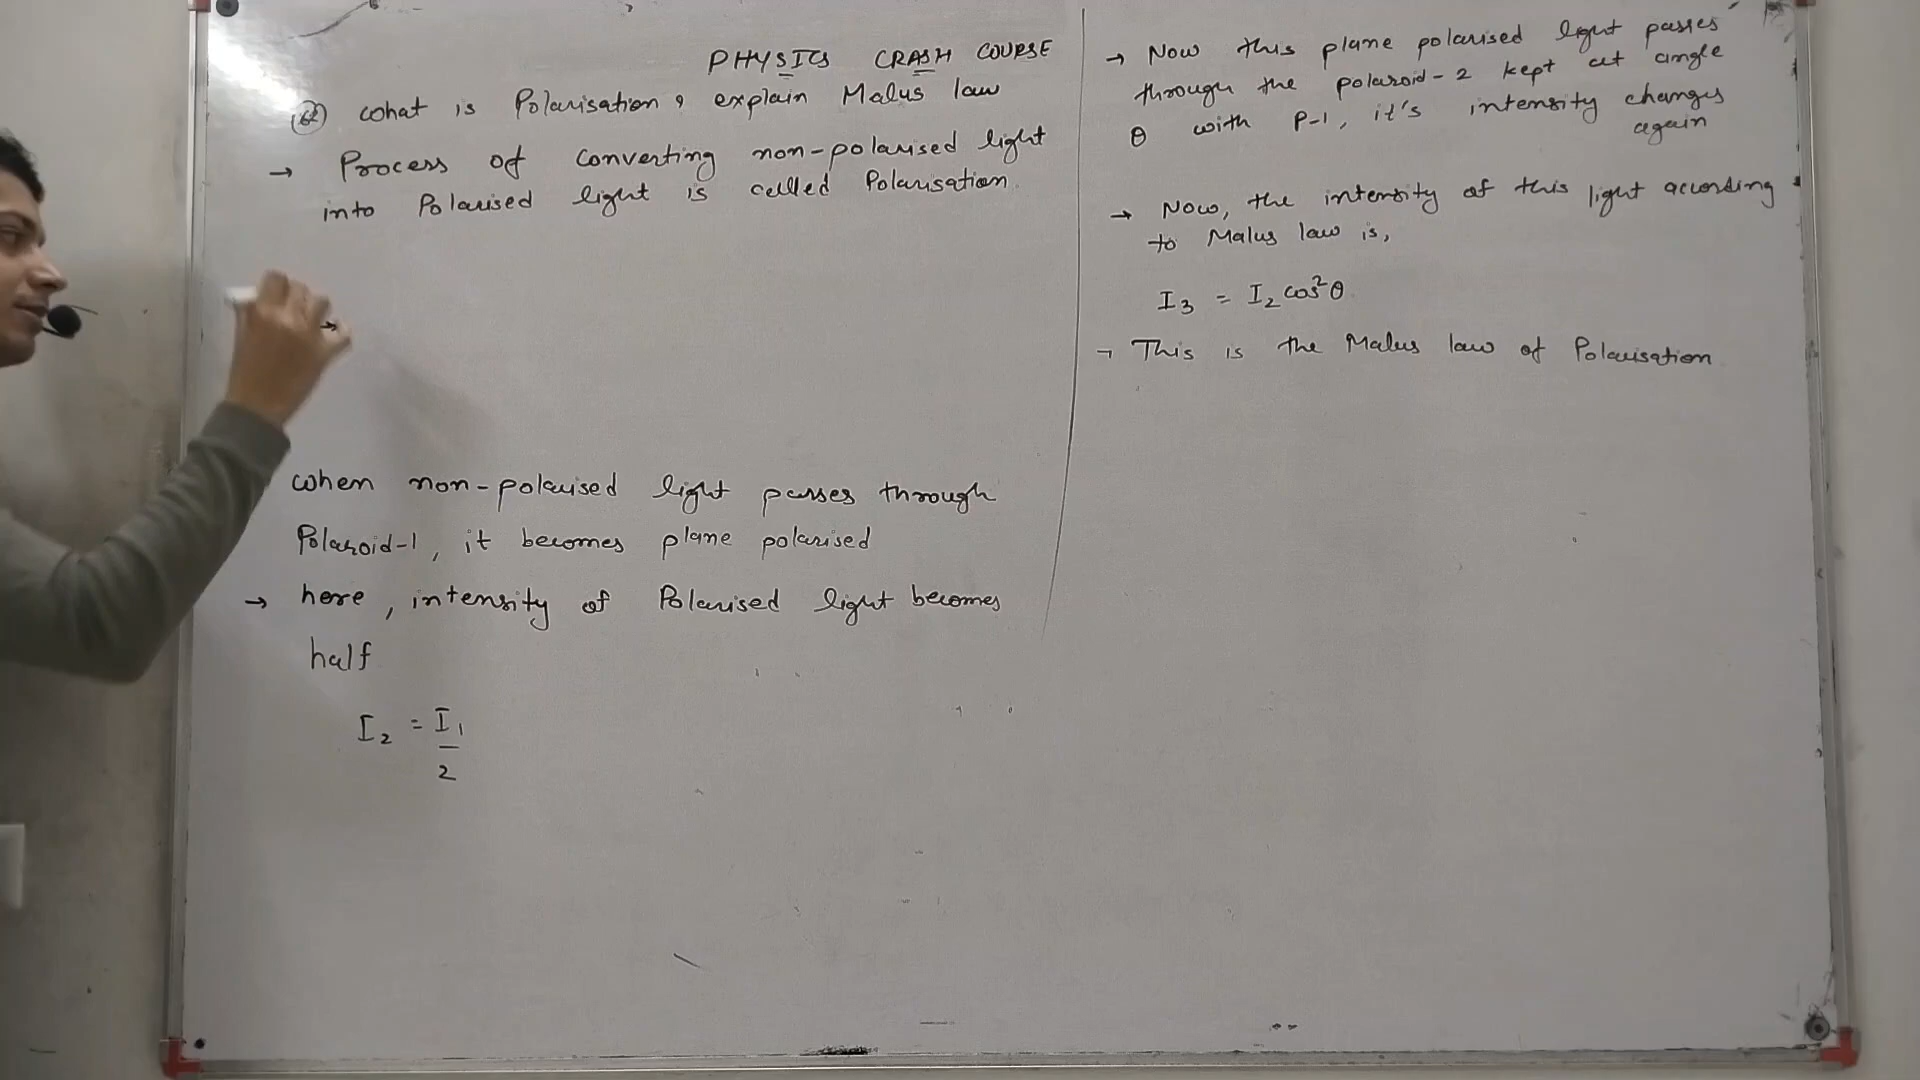 PHYSICS CRASH COURSE
62 What is Polarisation, explain Malus law
→ Process of converting non-polarised light
into Polarised light is called Polarisation.
→
When non-polarised light passes through
Polaroid-1, it becomes plane polarised
→ here, intensity of Polarised light becomes
half
I₂ = I₁/2
→ Now this plane polarised light passes
through the polaroid-2 kept at angle
θ with P-1, it's intensity changes
again
→ Now, the intensity of this light according
to Malus law is,
I₃ = I₂ cos²θ
→ This is the Malus law of Polarisation